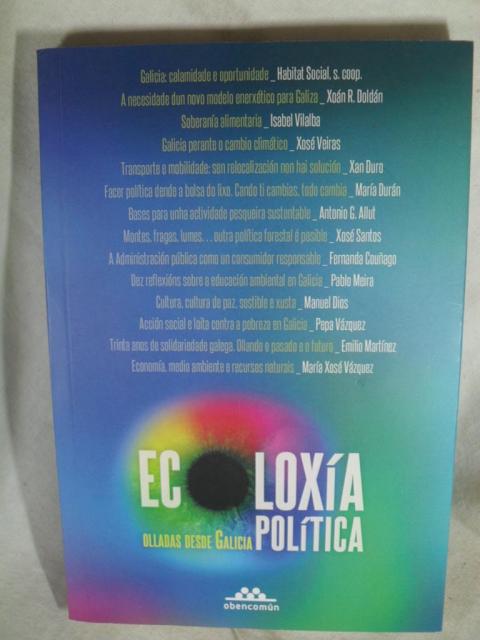 Galicia: calamidade e oportunidade _ Habitat Social, s. coop.
A necesidade dun novo modelo enerxético para Galiza _ Xoán R. Doldán
Soberanía alimentaria _ Isabel Vilalba
Galicia perante o cambio climático _ Xosé Veiras
Transporte e mobilidade: sen relocalización non hai solución _ Xan Duro
Facer política dende a bolsa do lixo. Cando ti cambias, todo cambia _ María Durán
Bases para unha actividade pesqueira sustentable _ Antonio G. Allut
Montes, fragas, lumes... outra política forestal é posible _ Xosé Santos
A Administración pública como un consumidor responsable _ Fernanda Couñago
Dez reflexións sobre a educación ambiental en Galicia _ Pablo Meira
Cultura, cultura de paz, sostible e xusta _ Manuel Dios
Acción social e loita contra a pobreza en Galicia _ Pepa Vázquez
Trinta anos de solidariedade galega. Ollando o pasado e o futuro _ Emilio Martínez
Economía, medio ambiente e recursos naturais _ María Xosé Vázquez
ECOLOXÍA
OLLADAS DESDE GALICIA POLÍTICA
obencomún